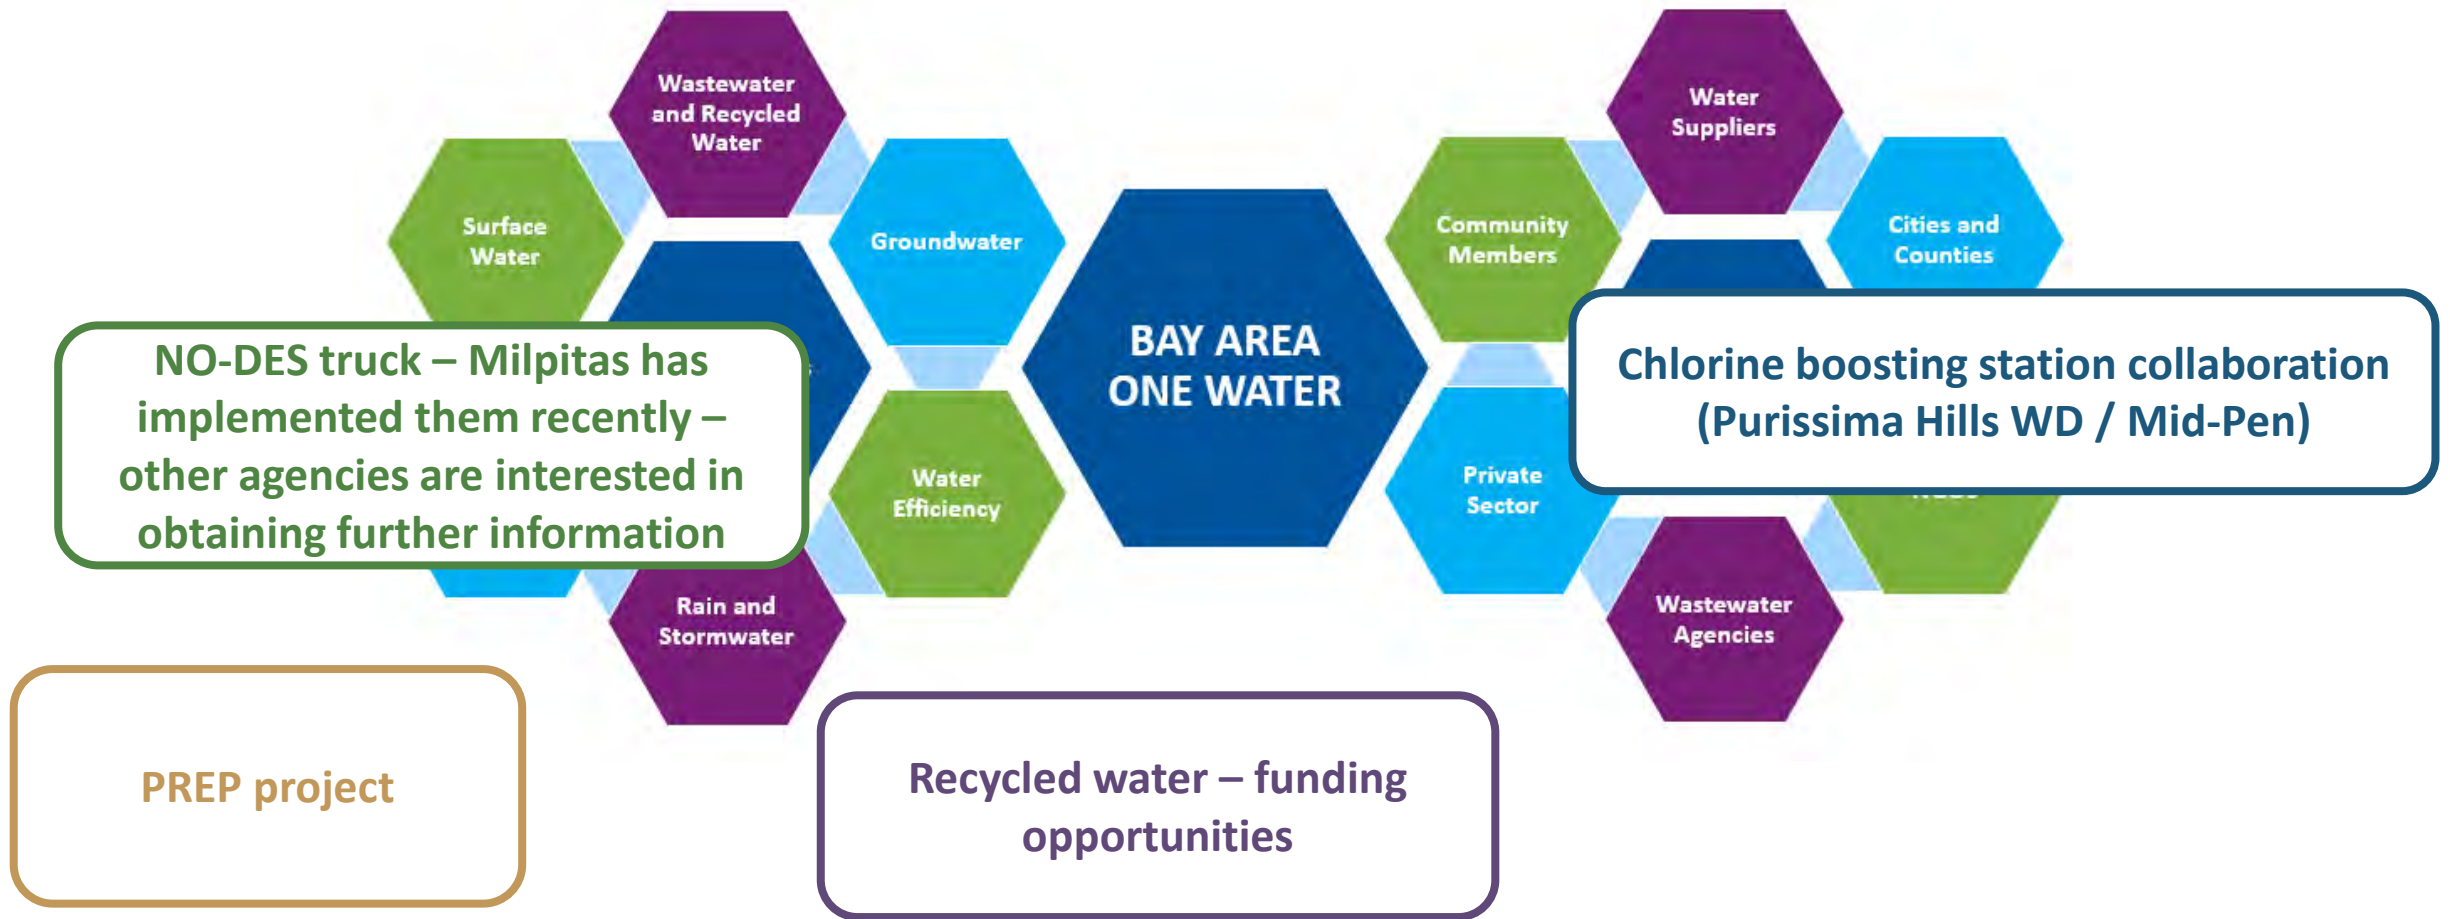 Wastewater
and Recycled
Water
Surface
Water
Groundwater
Water
Efficiency
Rain and
Stormwater
BAY AREA
ONE WATER
Water
Suppliers
Community
Members
Cities and
Counties
Private
Sector
Wastewater
Agencies
NO-DES truck – Milpitas has
implemented them recently –
other agencies are interested in
obtaining further information
Chlorine boosting station collaboration
(Purissima Hills WD / Mid-Pen)
PREP project
Recycled water – funding
opportunities